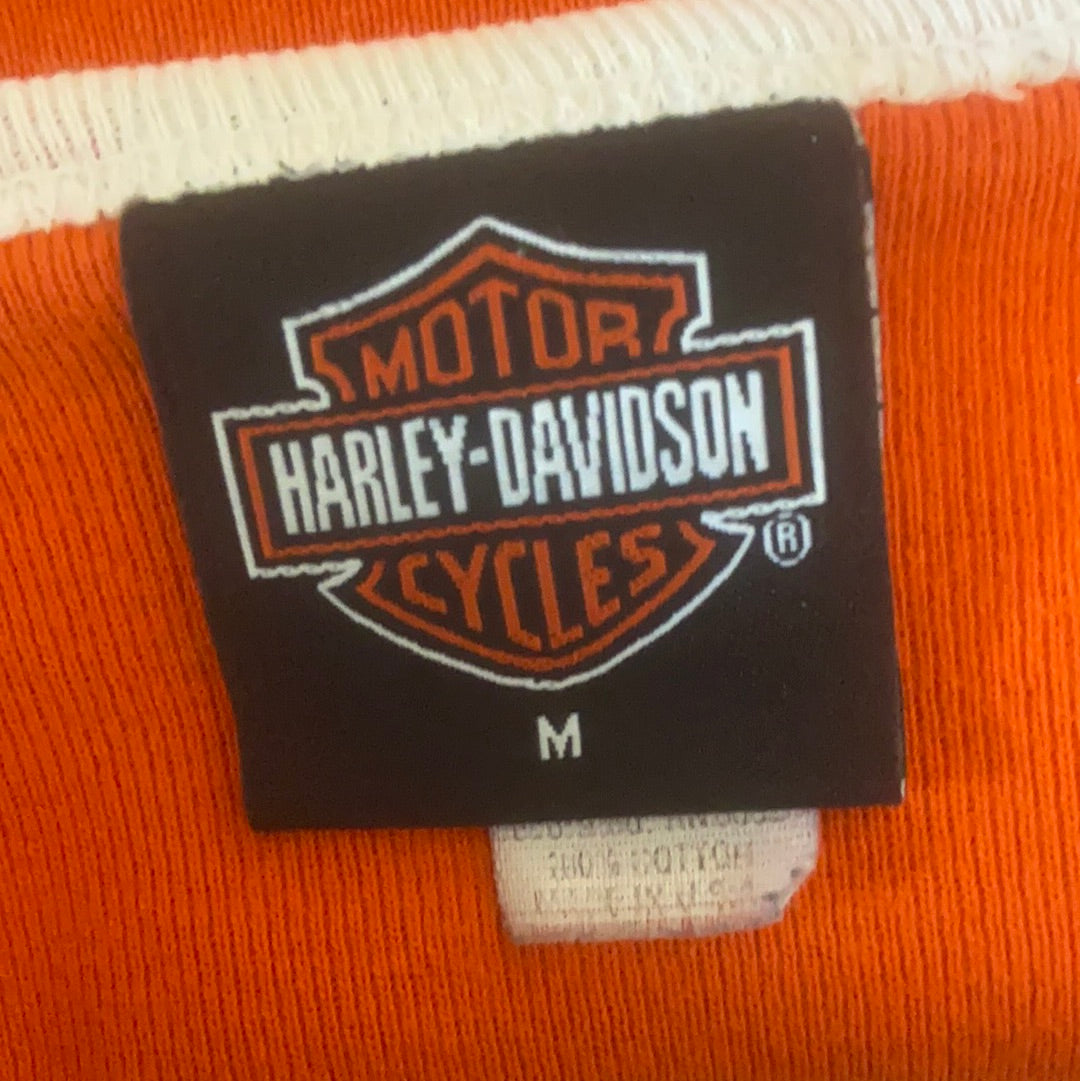 MOTOR
HARLEY-DAVIDSON
CYCLES
®
M
100% COTTON